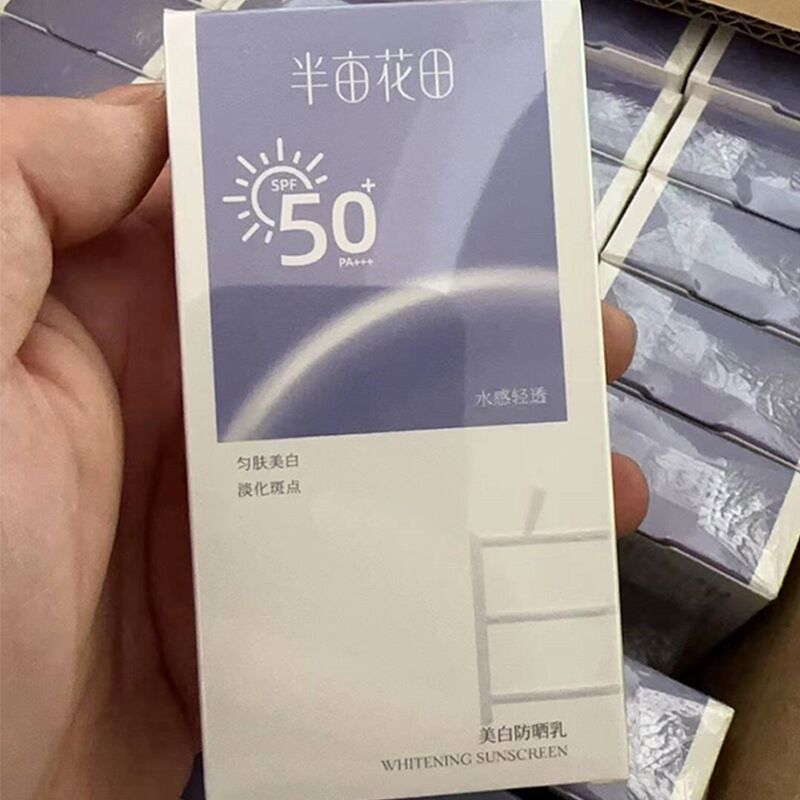 半亩花田
SPF
50+
PA+++
水感轻透
匀肤美白
淡化斑点
白
美白防晒乳
WHITENING SUNSCREEN